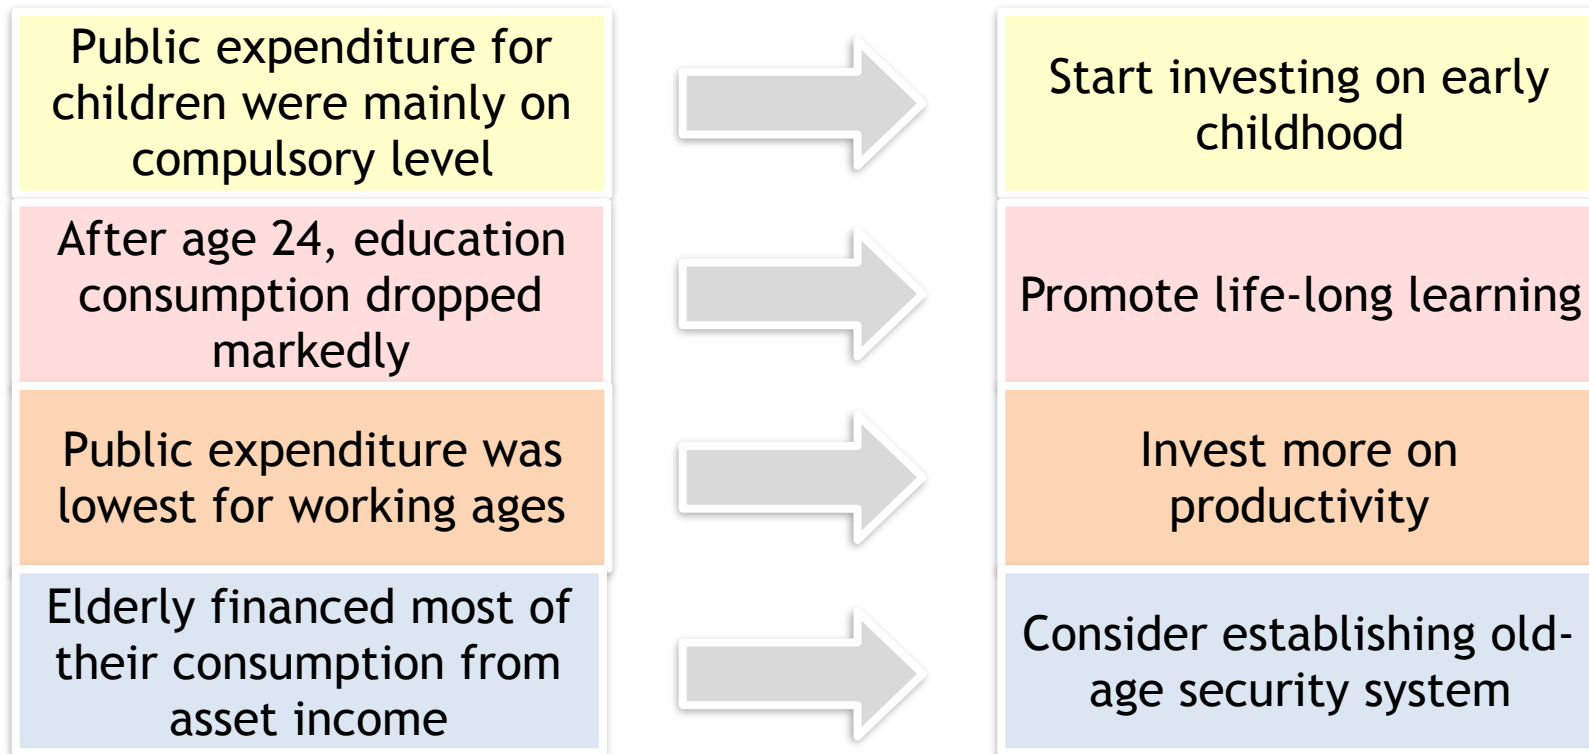 Public expenditure for
children were mainly on
compulsory level
Start investing on early
childhood
After age 24, education
consumption dropped
markedly
Promote life-long learning
Public expenditure was
lowest for working ages
Invest more on
productivity
Elderly financed most of
their consumption from
asset income
Consider establishing old-
age security system